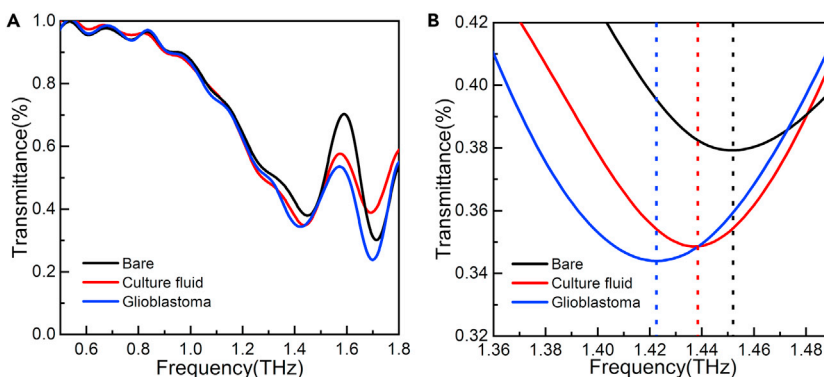 A
1.0
0.8
0.6
0.4
0.2
0.0
Transmittance(%)
Bare
Culture fluid
Glioblastoma
0.6 0.8 1.0 1.2 1.4 1.6 1.8
Frequency(THz)
B
0.42
0.40
0.38
0.36
0.34
0.32
Transmittance(%)
Bare
Culture fluid
Glioblastoma
1.36 1.38 1.40 1.42 1.44 1.46 1.48
Frequency(THz)